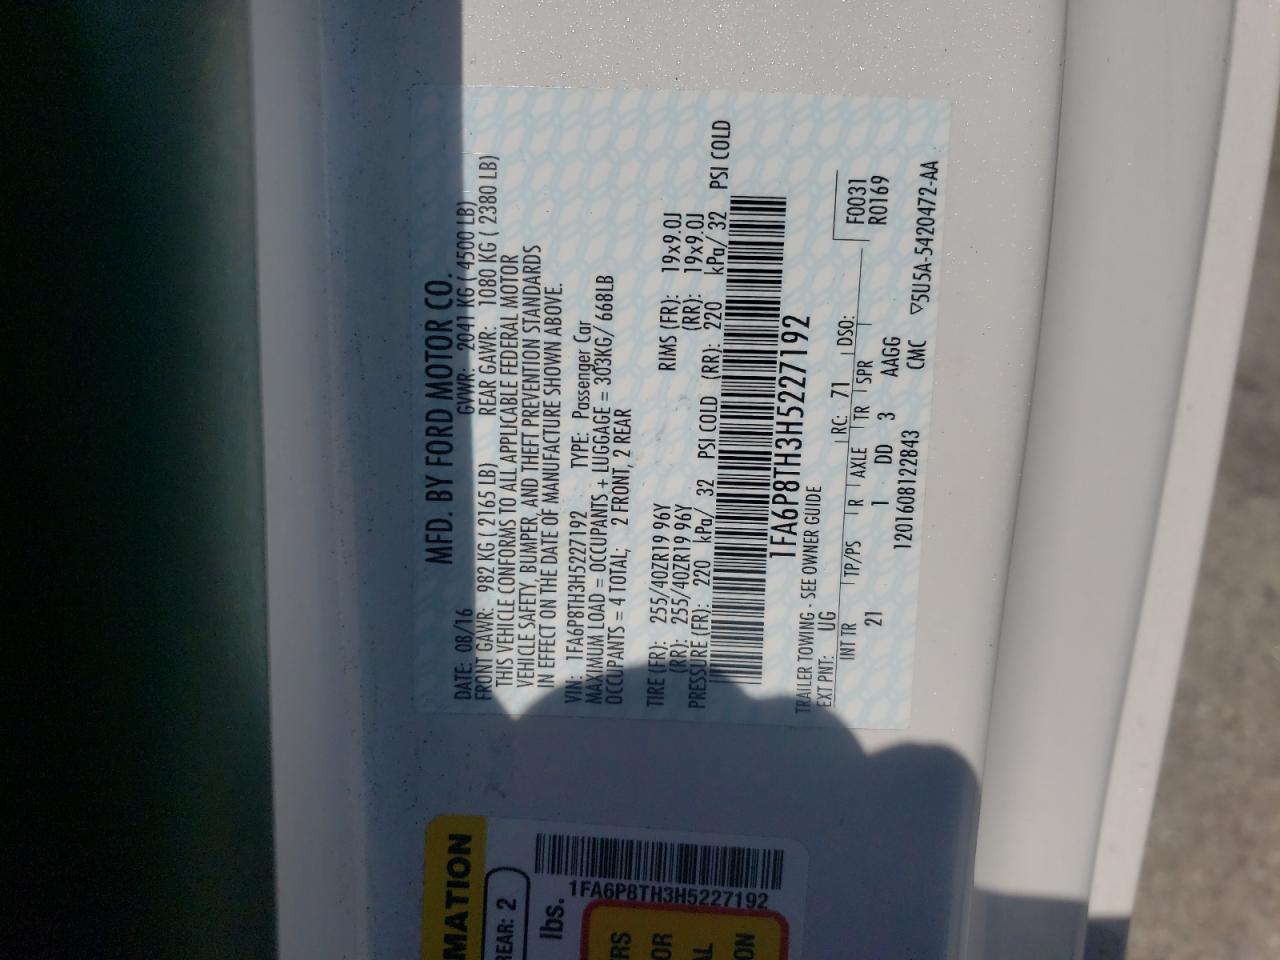 MFD. BY FORD MOTOR CO.
DATE: 08/16 GVWR: 2041 KG ( 4500 LB)
FRONT GAWR: 982 KG ( 2165 LB) REAR GAWR: 1080 KG ( 2380 LB)
THIS VEHICLE CONFORMS TO ALL APPLICABLE FEDERAL MOTOR
VEHICLE SAFETY, BUMPER, AND THEFT PREVENTION STANDARDS
IN EFFECT ON THE DATE OF MANUFACTURE SHOWN ABOVE.
VIN: 1FA6P8TH3H5227192 TYPE: Passenger Car
MAXIMUM LOAD = OCCUPANTS + LUGGAGE = 303KG/ 668LB
OCCUPANTS = 4 TOTAL; 2 FRONT, 2 REAR
TIRE (FR): 255/40ZR19 96Y RIMS (FR): 19x9.0J
(RR): 255/40ZR19 96Y (RR): 19x9.0J
PRESSURE (FR): 220 kPa/ 32 PSI COLD (RR): 220 kPa/ 32 PSI COLD
1FA6P8TH3H5227192
TRAILER TOWING - SEE OWNER GUIDE
EXT PNT: UG RC: 71 DSO:
INT TR TP/PS R AXLE TR SPR F0031
21 1 DD 3 AAGG R0169
1201608122843 CMC
▽5U5A-5420472-AA
MATION
REAR: 2
lbs.
1FA6P8TH3H5227192
RS
OR
AL
ON